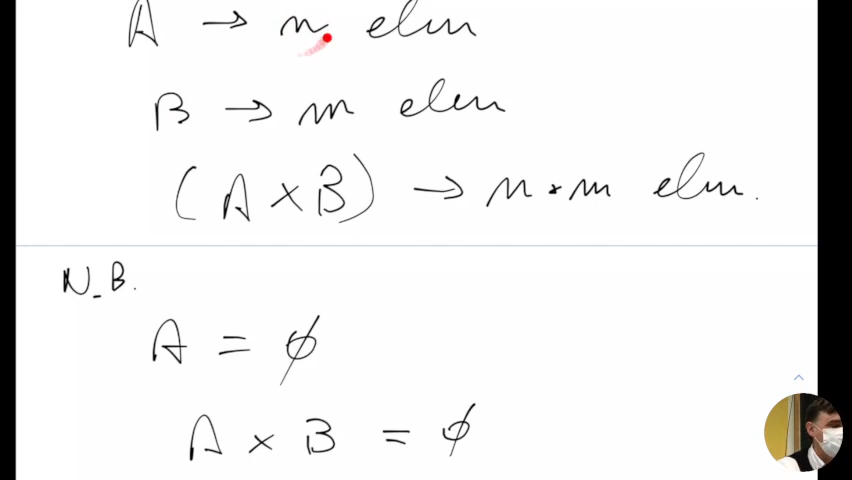 A → n elem
B → m elem
(A × B) → n * m elem.
N.B.
A = ϕ
A × B = ϕ